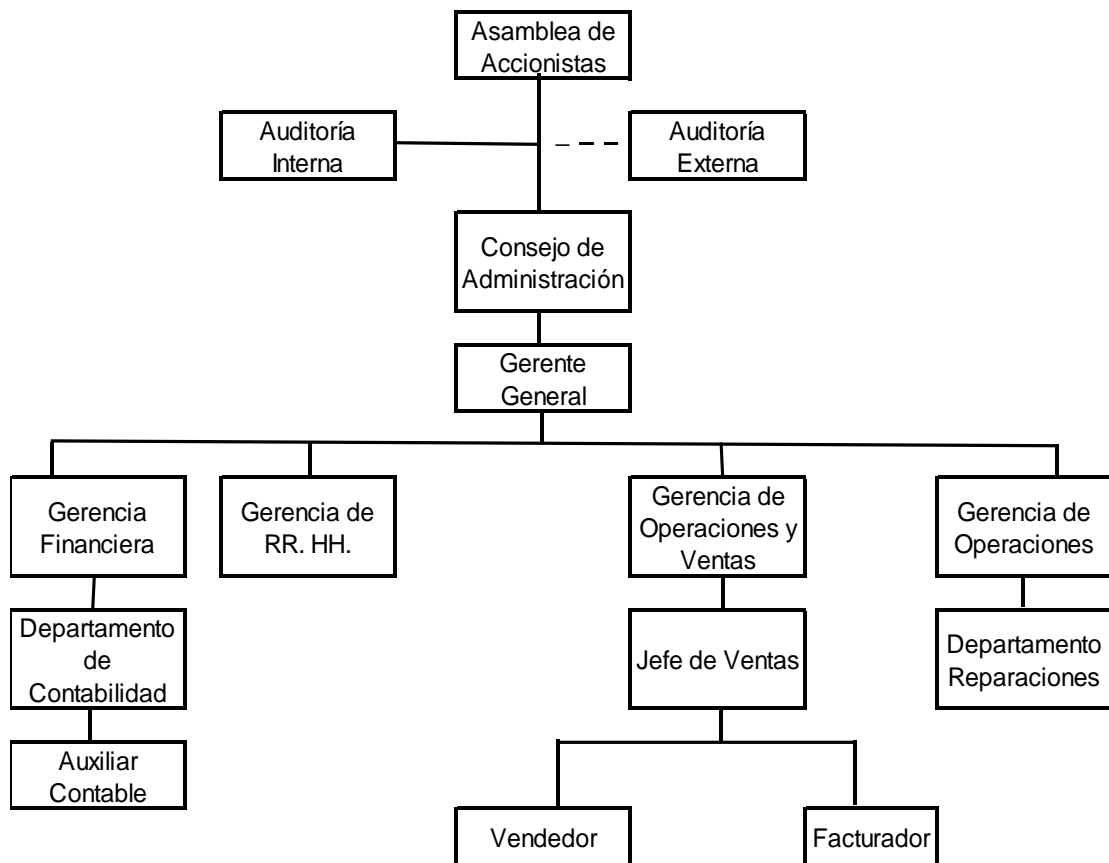 Asamblea de
Accionistas
Auditoría
Interna
Auditoría
Externa
Consejo de
Administración
Gerente
General
Gerencia
Financiera
Gerencia de
RR. HH.
Gerencia de
Operaciones y
Ventas
Gerencia de
Operaciones
Departamento
de
Contabilidad
Jefe de Ventas
Departamento
Reparaciones
Auxiliar
Contable
Vendedor
Facturador